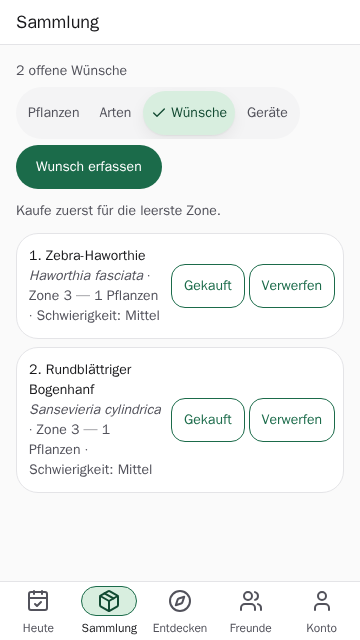 Sammlung
2 offene Wünsche
Pflanzen Arten Wünsche Geräte
Wunsch erfassen
Kaufe zuerst für die leerste Zone.
1. Zebra-Haworthie
Haworthia fasciata ·
Zone 3 — 1 Pflanzen
· Schwierigkeit: Mittel
Gekauft Verwerfen
2. Rundblättriger
Bogenhanf
Sansevieria cylindrica
· Zone 3 — 1
Pflanzen ·
Schwierigkeit: Mittel
Gekauft Verwerfen
Heute Sammlung Entdecken Freunde Konto